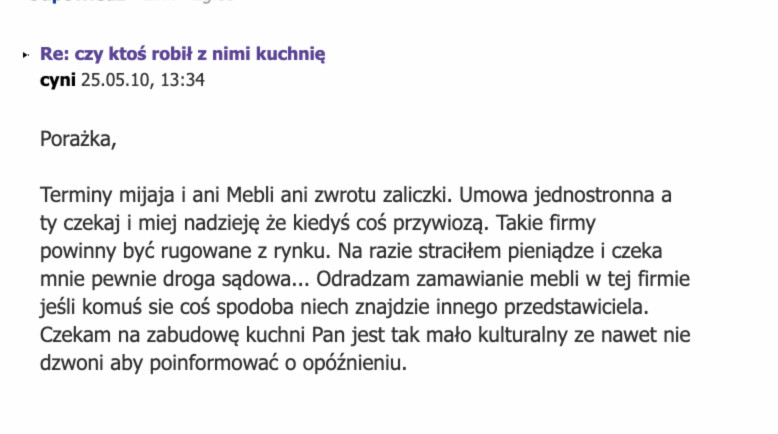 Re: czy ktoś robił z nimi kuchnię
cyni 25.05.10, 13:34
Porażka,
Terminy mijaja i ani Mebli ani zwrotu zaliczki. Umowa jednostronna a
ty czekaj i miej nadzieję że kiedyś coś przywiozą. Takie firmy
powinny być rugowane z rynku. Na razie straciłem pieniądze i czeka
mnie pewnie droga sądowa... Odradzam zamawianie mebli w tej firmie
jeśli komuś sie coś spodoba niech znajdzie innego przedstawiciela.
Czekam na zabudowę kuchni Pan jest tak mało kulturalny ze nawet nie
dzwoni aby poinformować o opóźnieniu.